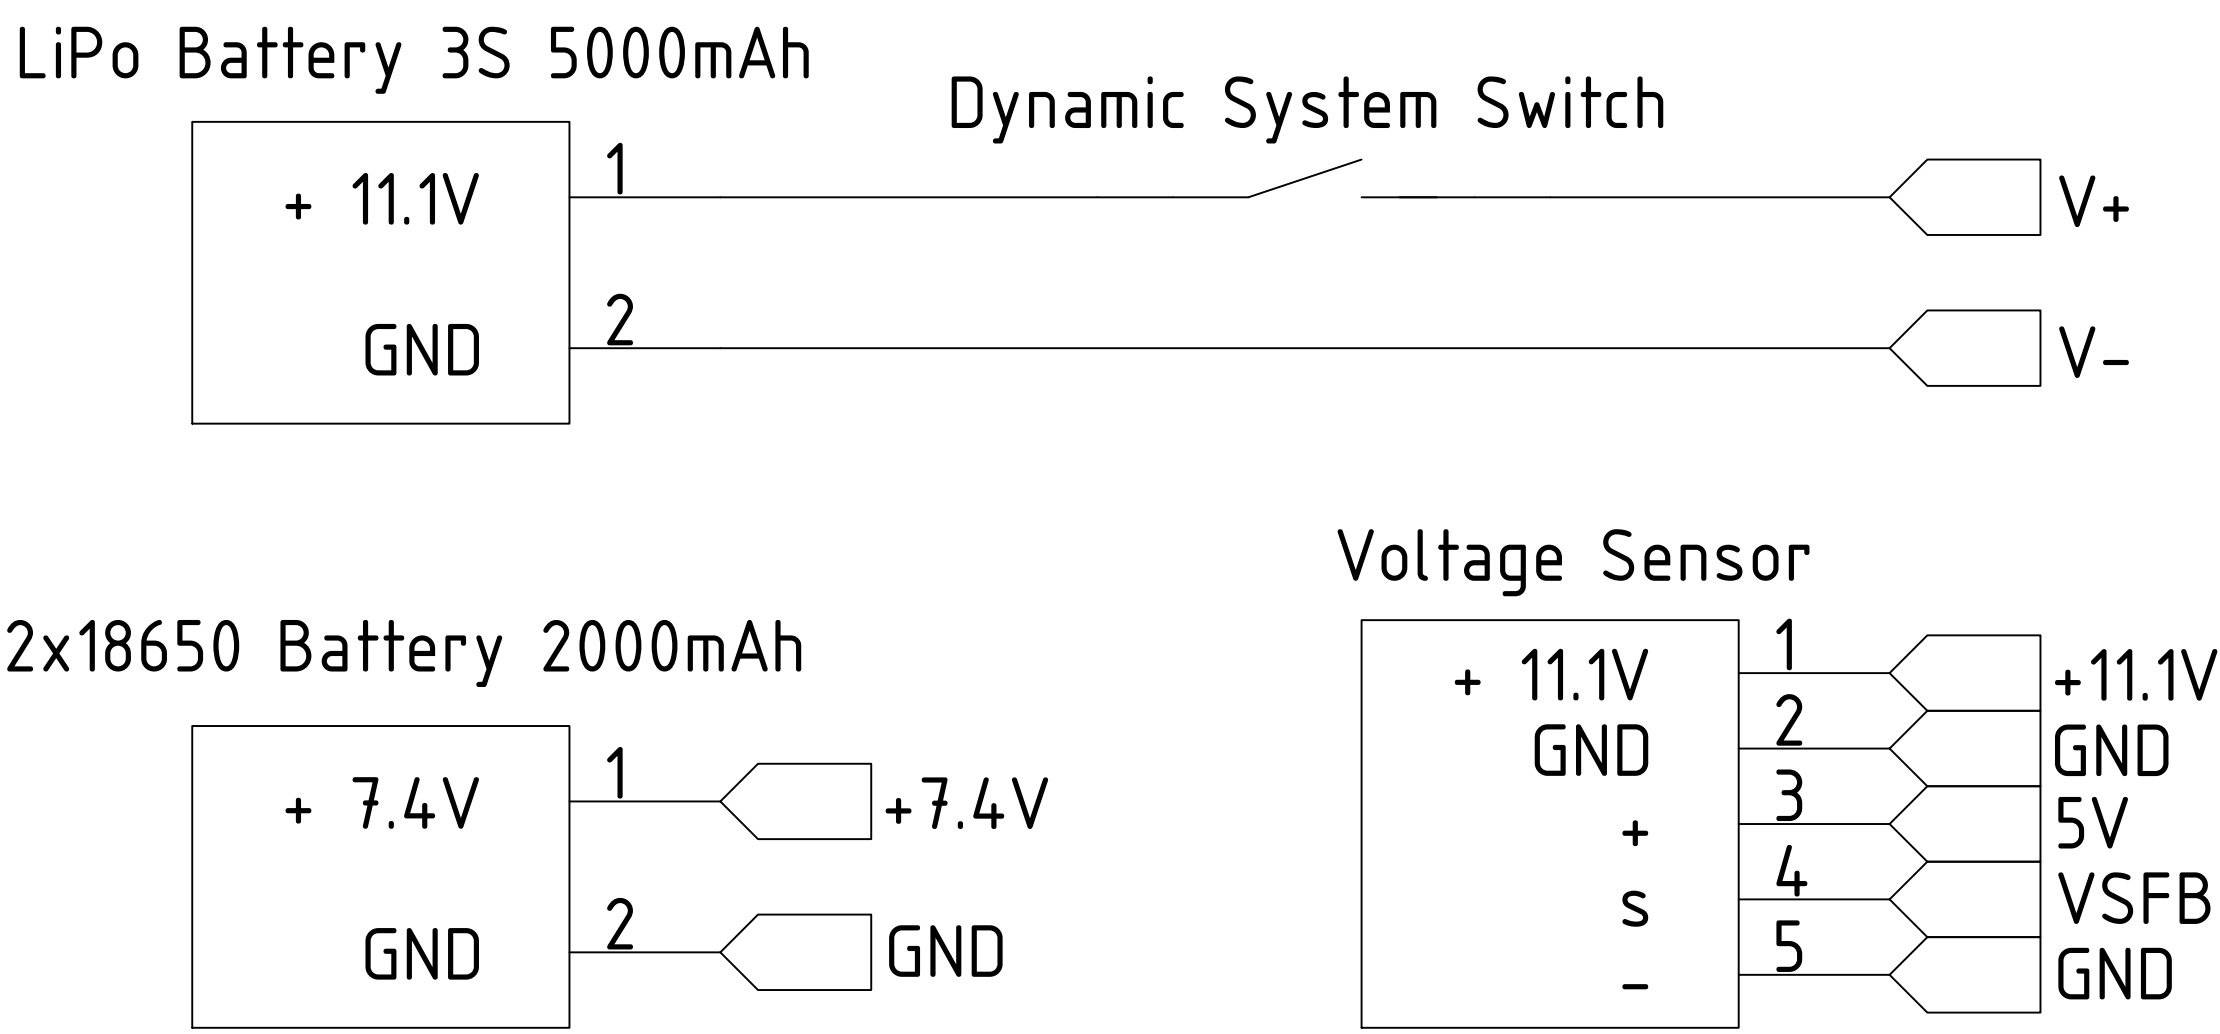 LiPo Battery 3S 5000mAh
Dynamic System Switch
+ 11.1V
1
V+
GND
2
V-
2x18650 Battery 2000mAh
+ 7.4V
1
+7.4V
GND
2
GND
Voltage Sensor
+ 11.1V
1
+11.1V
GND
2
GND
+
3
5V
s
4
VSFB
-
5
GND